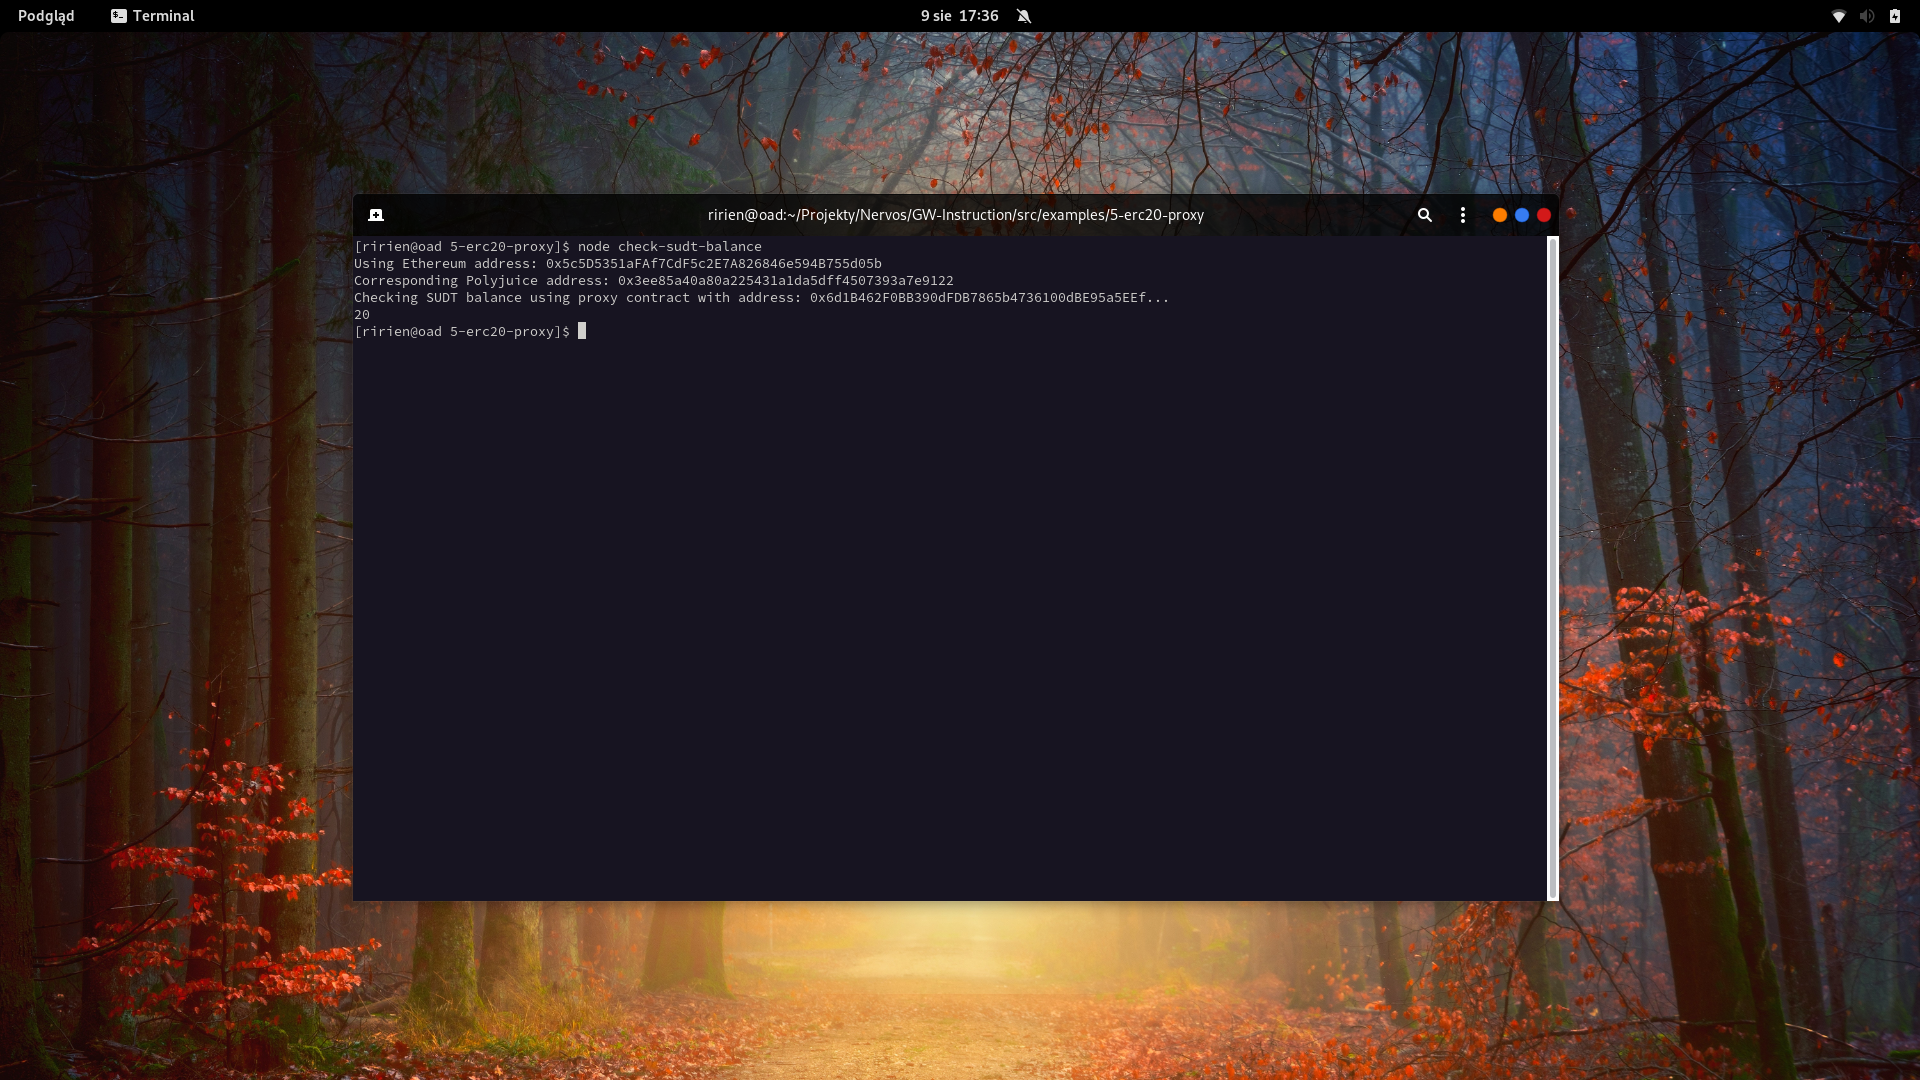 Podgląd Terminal 9 sie 17:36
ririen@oad:~/Projekty/Nervos/GW-Instruction/src/examples/5-erc20-proxy
[ririen@oad 5-erc20-proxy]$ node check-sudt-balance
Using Ethereum address: 0x5c5D5351aFAf7CdF5c2E7A826846e594B755d05b
Corresponding Polyjuice address: 0x3ee85a40a80a225431a1da5dff4507393a7e9122
Checking SUDT balance using proxy contract with address: 0x6d1B462F0BB390dFDB7865b4736100dBE95a5EEf...
20
[ririen@oad 5-erc20-proxy]$